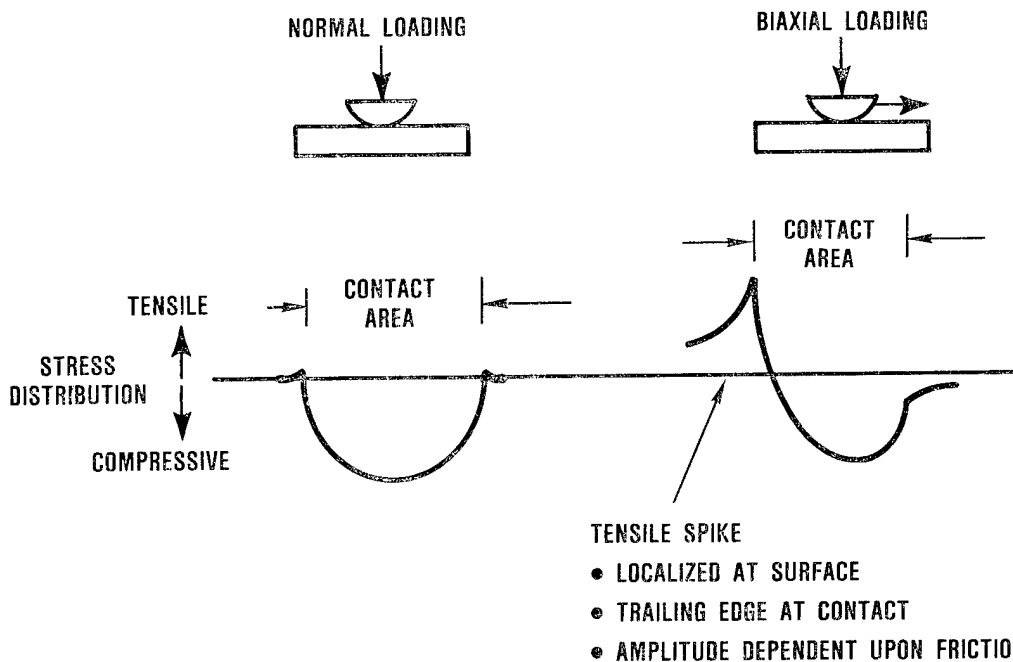 NORMAL LOADING
BIAXIAL LOADING
CONTACT
AREA
CONTACT
AREA
TENSILE
STRESS
DISTRIBUTION
COMPRESSIVE
TENSILE SPIKE
• LOCALIZED AT SURFACE
• TRAILING EDGE AT CONTACT
• AMPLITUDE DEPENDENT UPON FRICTIO